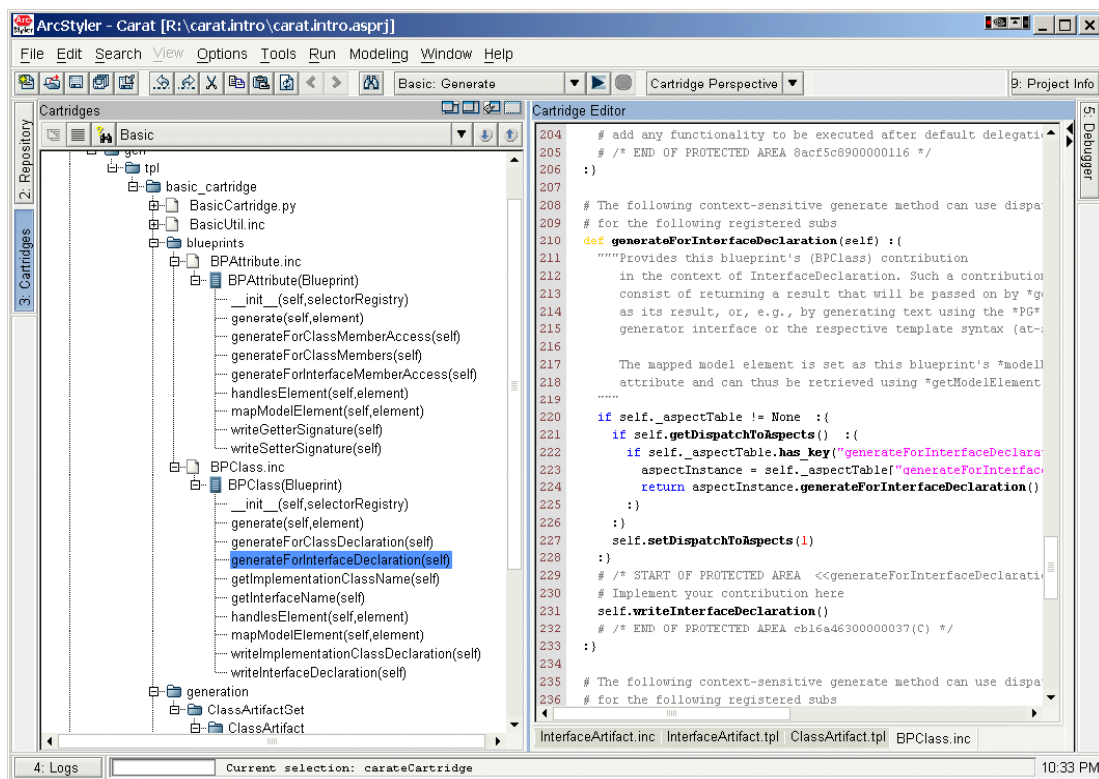 Arc Styler ArcStyler - Carat [R:\carat.intro\carat.intro.asprj]
File Edit Search View Options Tools Run Modeling Window Help
Basic: Generate Cartridge Perspective 9: Project Info
Cartridges
Basic
2: Repository
3: Cartridges
gen
tpl
basic_cartridge
BasicCartridge.py
BasicUtil.inc
blueprints
BPAttribute.inc
BPAttribute(Blueprint)
__init__(self,selectorRegistry)
generate(self,element)
generateForClassMemberAccess(self)
generateForClassMembers(self)
generateForInterfaceMemberAccess(self)
handlesElement(self,element)
mapModelElement(self,element)
writeGetterSignature(self)
writeSetterSignature(self)
BPClass.inc
BPClass(Blueprint)
__init__(self,selectorRegistry)
generate(self,element)
generateForClassDeclaration(self)
generateForInterfaceDeclaration(self)
getImplementationClassName(self)
getInterfaceName(self)
handlesElement(self,element)
mapModelElement(self,element)
writeImplementationClassDeclaration(self)
writeInterfaceDeclaration(self)
generation
ClassArtifactSet
ClassArtifact
Cartridge Editor
204 # add any functionality to be executed after default delegati
205 # /* END OF PROTECTED AREA 8acf5c8900000116 */
206 :}
207
208 # The following context-sensitive generate method can use dispa
209 # for the following registered subs
210 def generateForInterfaceDeclaration(self) :{
211 """Provides this blueprint's (BPClass) contribution
212 in the context of InterfaceDeclaration. Such a contribution
213 consist of returning a result that will be passed on by *ge
214 as its result, or, e.g., by generating text using the *PG*
215 generator interface or the respective template syntax (at-s
216
217 The mapped model element is set as this blueprint's *modelE
218 attribute and can thus be retrieved using *getModelElement
219 """
220 if self._aspectTable != None :{
221 if self.getDispatchToAspects() :{
222 if self._aspectTable.has_key("generateForInterfaceDeclarat
223 aspectInstance = self._aspectTable["generateForInterface
224 return aspectInstance.generateForInterfaceDeclaration()
225 :}
226 :}
227 self.setDispatchToAspects(1)
228 :}
229 # /* START OF PROTECTED AREA <<generateForInterfaceDeclaratio
230 # Implement your contribution here
231 self.writeInterfaceDeclaration()
232 # /* END OF PROTECTED AREA cb16a46300000037(C) */
233 :}
234
235 # The following context-sensitive generate method can use dispa
236 # for the following registered subs
InterfaceArtifact.inc InterfaceArtifact.tpl ClassArtifact.tpl BPClass.inc
5: Debugger
4: Logs Current selection: carateCartridge 10:33 PM